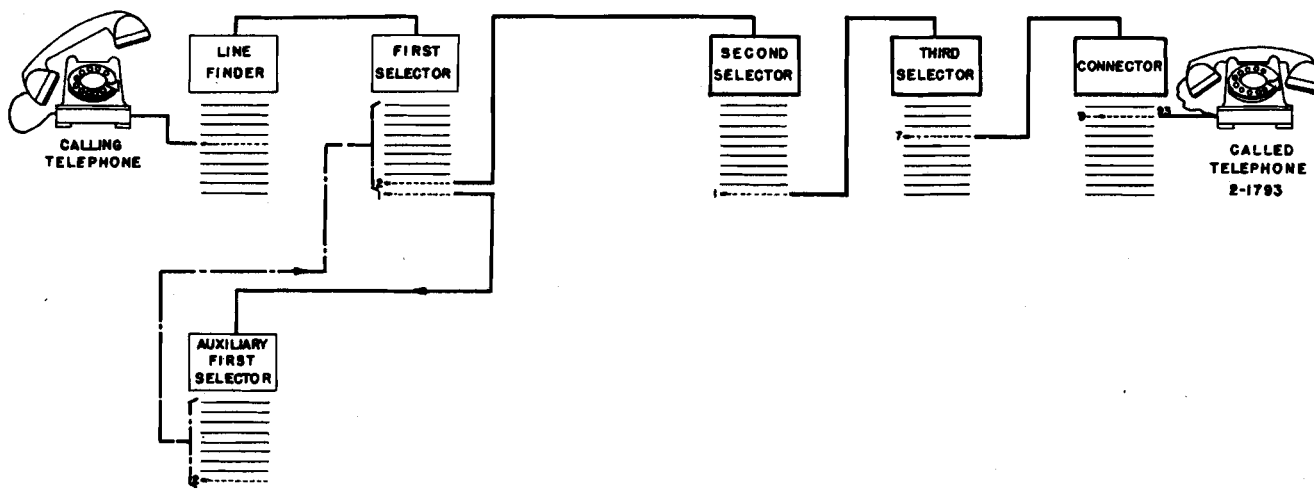 LINE
FINDER
FIRST
SELECTOR
SECOND
SELECTOR
THIRD
SELECTOR
CONNECTOR
CALLING
TELEPHONE
2
1
1
7
9
93
CALLED
TELEPHONE
2-1793
AUXILIARY
FIRST
SELECTOR
2